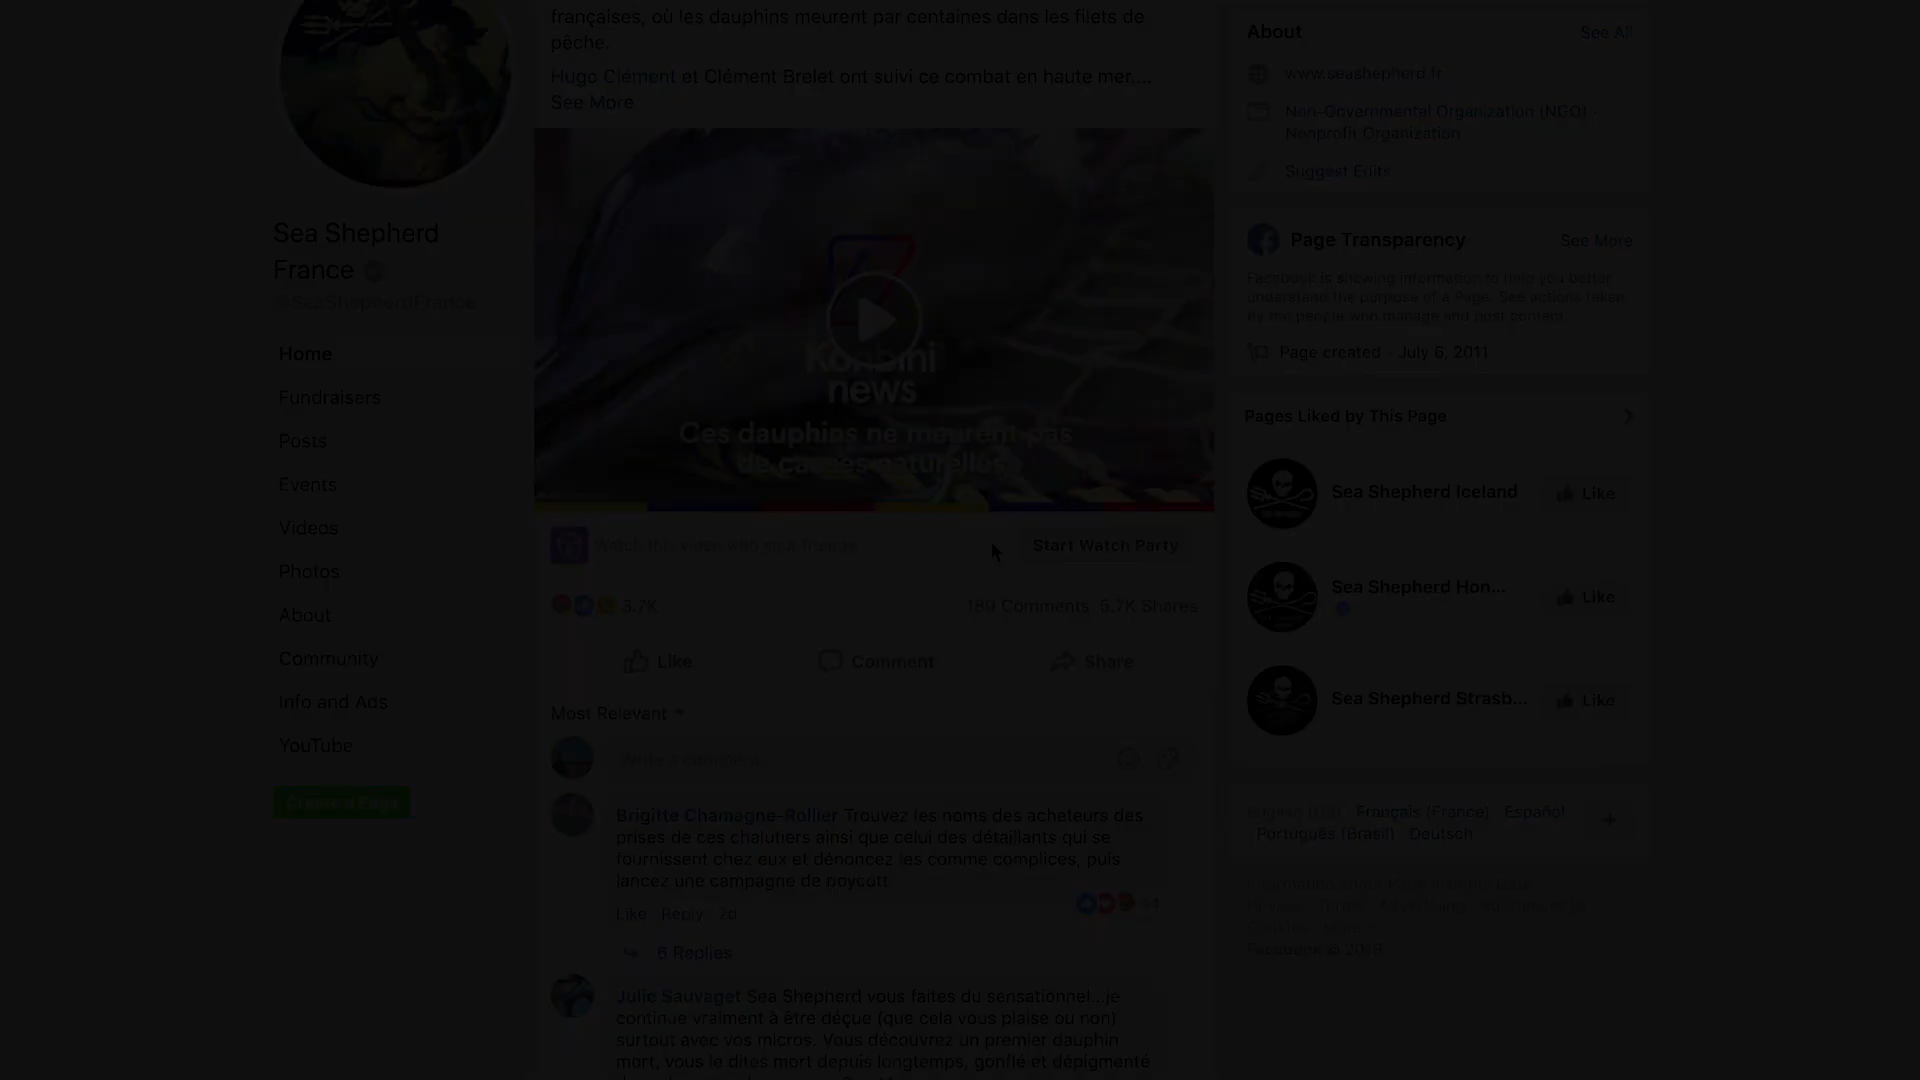 françaises, où les dauphins meurent par centaines dans les filets de
pêche.
Hugo Clément et Clément Brelet ont suivi ce combat en haute mer....
See More
Sea Shepherd
France
@SeaShepherdFrance
Home
Fundraisers
Posts
Events
Videos
Photos
About
Community
Info and Ads
YouTube
Create a Page
Konbini
news
Ces dauphins ne meurent pas
de causes naturelles
Watch this video with your friends
Start Watch Party
3.7K
189 Comments 5.7K Shares
Like
Comment
Share
Most Relevant
Write a comment...
Brigitte Chamagne-Rollier Trouvez les noms des acheteurs des
prises de ces chalutiers ainsi que celui des détaillants qui se
fournissent chez eux et dénoncez les comme complices, puis
lancez une campagne de boycott
Like · Reply · 2d
6 Replies
Julie Sauvaget Sea Shepherd vous faites du sensationnel...je
continue vraiment à être déçue (que cela vous plaise ou non)
surtout avec vos micros. Vous découvrez un premier dauphin
mort, vous le dites mort depuis longtemps, gonflé et dépigmenté
About
See All
www.seashepherd.fr
Non-Governmental Organization (NGO) ·
Nonprofit Organization
Suggest Edits
Page Transparency
See More
Facebook is showing information to help you better
understand the purpose of a Page. See actions taken
by the people who manage and post content.
Page created - July 6, 2011
Pages Liked by This Page
Sea Shepherd Iceland
Like
Sea Shepherd Hon...
Like
Sea Shepherd Strasb...
Like
English (US) · Français (France) · Español
· Português (Brasil) · Deutsch